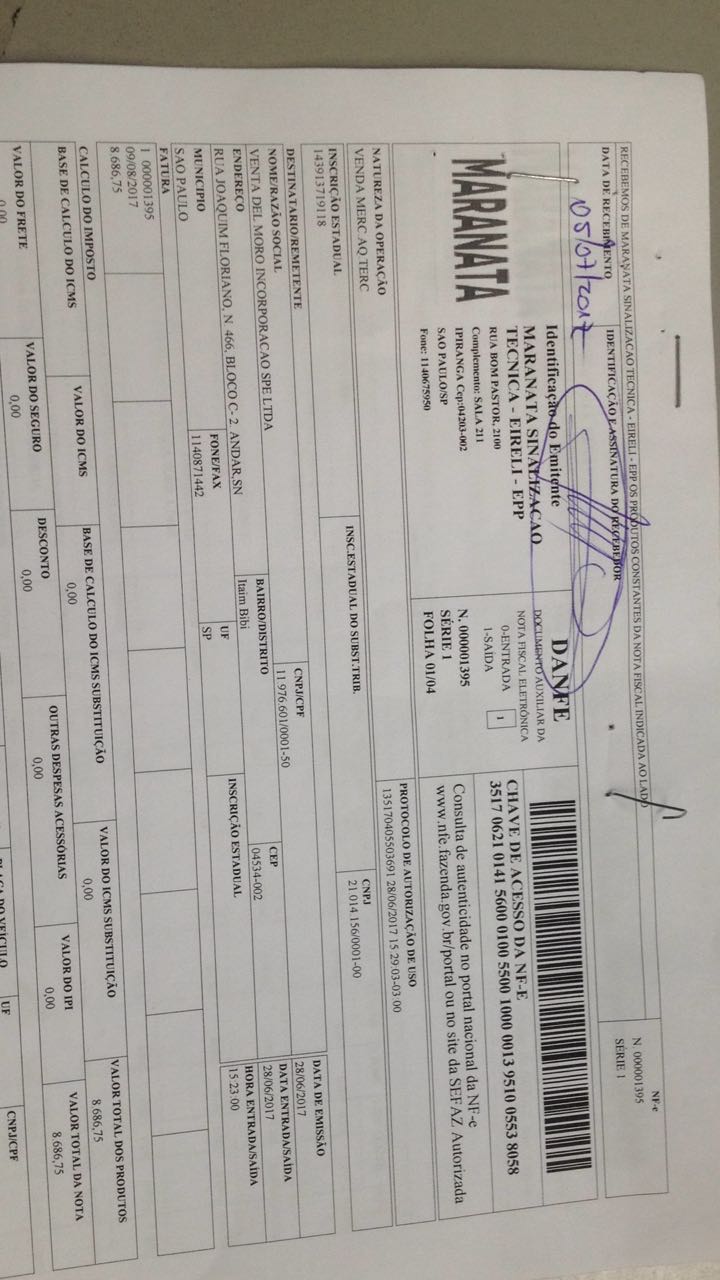 RECEBEMOS DE MARANATA SINALIZACAO TECNICA - EIRELI - EPP OS PRODUTOS CONSTANTES DA NOTA FISCAL INDICADA AO LADO
DATA DE RECEBIMENTO
IDENTIFICAÇÃO E ASSINATURA DO RECEBEDOR
05/07/2017
NF-e
N. 000001395
SÉRIE 1
MARANATA
Identificação do Emitente
MARANATA SINALIZACAO
TECNICA - EIRELI - EPP
RUA BOM PASTOR, 2100
Complemento: SALA 211
IPIRANGA Cep:04203-002
SAO PAULO/SP
Fone: 1140675950
DANFE
DOCUMENTO AUXILIAR DA
NOTA FISCAL ELETRÔNICA
0-ENTRADA
1-SAÍDA
1
N. 000001395
SÉRIE 1
FOLHA 01/04
CHAVE DE ACESSO DA NF-E
3517 0621 0141 5600 0100 5500 1000 0013 9510 0553 8058
Consulta de autenticidade no portal nacional da NF-e
www.nfe.fazenda.gov.br/portal ou no site da SEFAZ Autorizada
NATUREZA DA OPERAÇÃO
VENDA MERC AQ TERC
PROTOCOLO DE AUTORIZAÇÃO DE USO
135170405503691 28/06/2017 15 29:03-03:00
INSCRIÇÃO ESTADUAL
143913719118
INSC.ESTADUAL DO SUBST.TRIB.
CNPJ
21 014 156/0001-00
DESTINATARIO/REMETENTE
NOME/RAZÃO SOCIAL
VENTA DEL MORO INCORPORACAO SPE LTDA
CNPJ/CPF
11 976.601/0001-50
DATA DE EMISSÃO
28/06/2017
ENDEREÇO
RUA JOAQUIM FLORIANO, N 466, BLOCO C- 2. ANDAR,SN
BAIRRO/DISTRITO
Itaim Bibi
CEP
04534-002
DATA ENTRADA/SAÍDA
28/06/2017
MUNICIPIO
SAO PAULO
FONE/FAX
1140871442
UF
SP
INSCRIÇÃO ESTADUAL
HORA ENTRADA/SAÍDA
15 23:00
FATURA
1 000001395
09/08/2017
8.686,75
CALCULO DO IMPOSTO
BASE DE CALCULO DO ICMS
VALOR DO ICMS
BASE DE CALCULO DO ICMS SUBSTITUIÇÃO
0,00
VALOR DO ICMS SUBSTITUIÇÃO
0,00
VALOR TOTAL DOS PRODUTOS
8 686,75
VALOR DO FRETE
0,00
VALOR DO SEGURO
0,00
DESCONTO
0,00
OUTRAS DESPESAS ACESSÓRIAS
0,00
VALOR DO IPI
0,00
VALOR TOTAL DA NOTA
8 686,75
PLACA DO VEÍCULO
UF
CNPJ/CPF